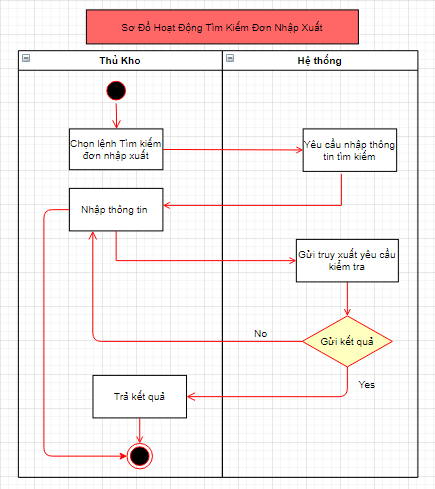 Sơ Đồ Hoạt Động Tìm Kiếm Đơn Nhập Xuất
Thủ Kho
Hệ thống
Chọn lệnh Tìm kiếm
đơn nhập xuất
Yêu cầu nhập thông
tin tìm kiếm
Nhập thông tin
Gửi truy xuất yêu cầu
kiểm tra
No
Gửi kết quả
Yes
Trả kết quả